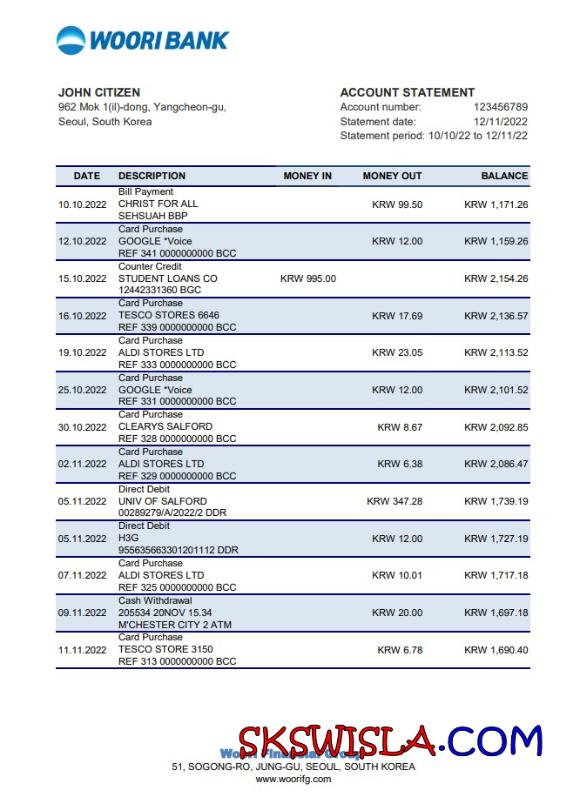 WOORI BANK
JOHN CITIZEN
962 Mok 1(il)-dong, Yangcheon-gu,
Seoul, South Korea
ACCOUNT STATEMENT
Account number: 123456789
Statement date: 12/11/2022
Statement period: 10/10/22 to 12/11/22
DATE DESCRIPTION MONEY IN MONEY OUT BALANCE
Bill Payment
10.10.2022 CHRIST FOR ALL KRW 99.50 KRW 1,171.26
SEHSUAH BBP
Card Purchase
12.10.2022 GOOGLE *Voice KRW 12.00 KRW 1,159.26
REF 341 0000000000 BCC
Counter Credit
15.10.2022 STUDENT LOANS CO KRW 995.00 KRW 2,154.26
12442331360 BGC
Card Purchase
16.10.2022 TESCO STORES 6646 KRW 17.69 KRW 2,136.57
REF 339 0000000000 BCC
Card Purchase
19.10.2022 ALDI STORES LTD KRW 23.05 KRW 2,113.52
REF 333 0000000000 BCC
Card Purchase
25.10.2022 GOOGLE *Voice KRW 12.00 KRW 2,101.52
REF 331 0000000000 BCC
Card Purchase
30.10.2022 CLEARYS SALFORD KRW 8.67 KRW 2,092.85
REF 328 0000000000 BCC
Card Purchase
02.11.2022 ALDI STORES LTD KRW 6.38 KRW 2,086.47
REF 329 0000000000 BCC
Direct Debit
05.11.2022 UNIV OF SALFORD KRW 347.28 KRW 1,739.19
00289279/A/2022/2 DDR
Direct Debit
05.11.2022 H3G KRW 12.00 KRW 1,727.19
955635663301201112 DDR
Card Purchase
07.11.2022 ALDI STORES LTD KRW 10.01 KRW 1,717.18
REF 325 0000000000 BCC
Cash Withdrawal
09.11.2022 205534 20NOV 15.34 KRW 20.00 KRW 1,697.18
M'CHESTER CITY 2 ATM
Card Purchase
11.11.2022 TESCO STORE 3150 KRW 6.78 KRW 1,690.40
REF 313 0000000000 BCC
SKSWISLA.COM
Woori Financial Group
51, SOGONG-RO, JUNG-GU, SEOUL, SOUTH KOREA
www.woorifg.com